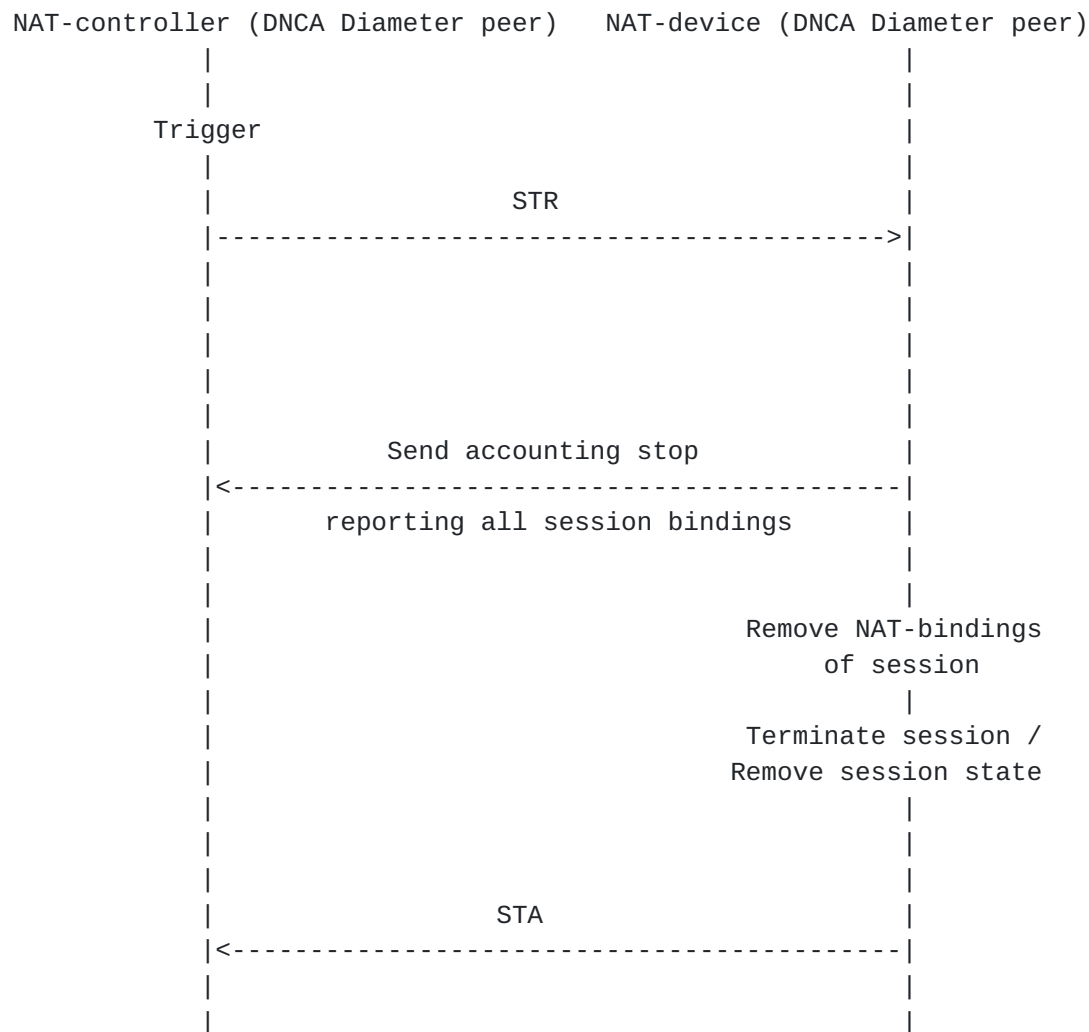 NAT-controller (DNCA Diameter peer)   NAT-device (DNCA Diameter peer)
Trigger
STR
Send accounting stop
reporting all session bindings
Remove NAT-bindings
of session
Terminate session /
Remove session state
STA